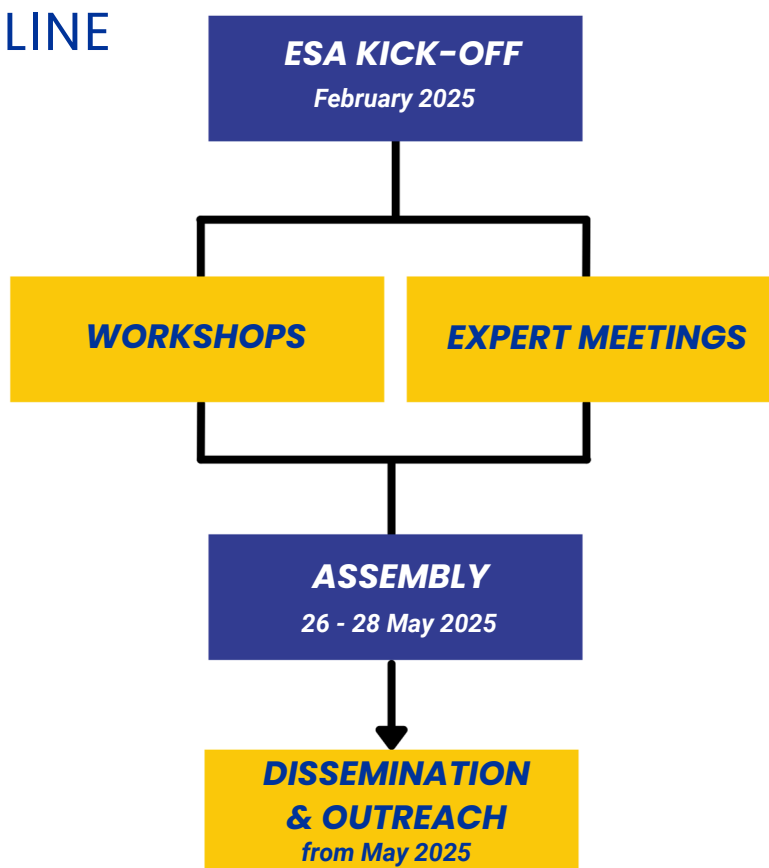 LINE
ESA KICK-OFF
February 2025
WORKSHOPS
EXPERT MEETINGS
ASSEMBLY
26 - 28 May 2025
DISSEMINATION
& OUTREACH
from May 2025